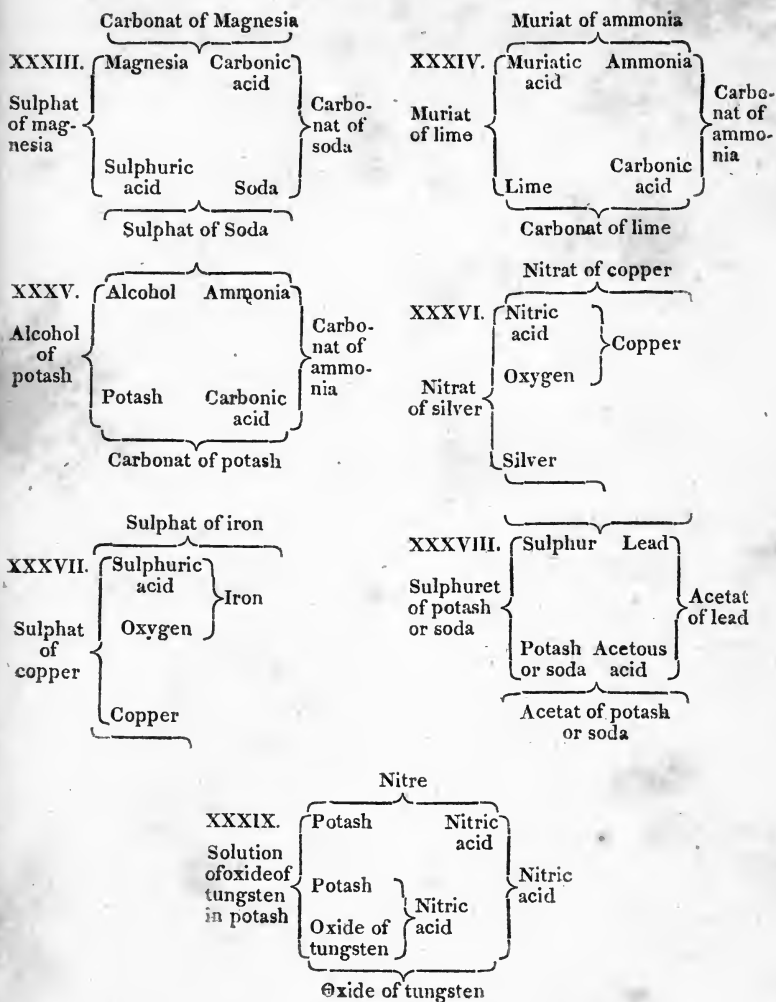 Carbonat of Magnesia
XXXIII.
Magnesia Carbonic
acid
Sulphat
of mag-
nesia
Carbo-
nat of
soda
Sulphuric
acid Soda
Sulphat of Soda
Muriat of ammonia
XXXIV.
Muriatic Ammonia
acid
Muriat
of lime
Carbo-
nat of
ammo-
nia
Carbonic
Lime acid
Carbonat of lime
XXXV.
Alcohol Ammonia
Alcohol
of
potash
Carbo-
nat of
ammo-
nia
Potash Carbonic
acid
Carbonat of potash
Nitrat of copper
XXXVI.
Nitric
acid
Copper
Oxygen
Nitrat
of silver
Silver
Sulphat of iron
XXXVII.
Sulphuric
acid
Iron
Oxygen
Sulphat
of
copper
Copper
XXXVIII.
Sulphur Lead
Sulphuret
of potash
or soda
Acetat
of lead
Potash Acetous
or soda acid
Acetat of potash
or soda
Nitre
XXXIX.
Potash Nitric
acid
Solution
of oxide of
tungsten
in potash
Potash
Nitric
acid
Oxide of
tungsten
Nitric
acid
Oxide of tungsten